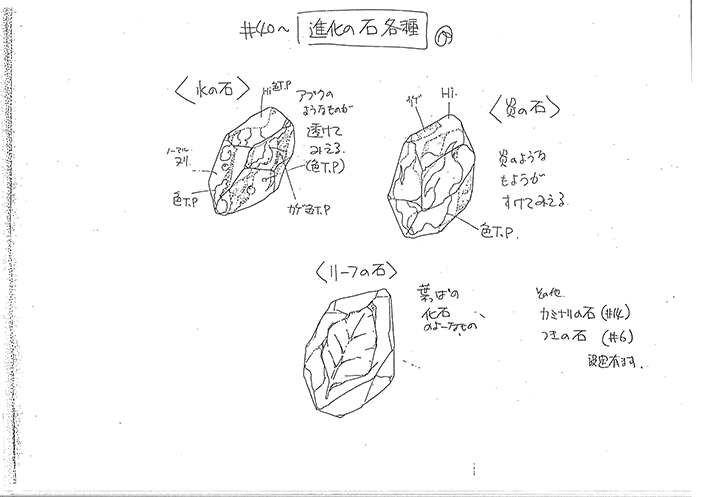 #40〜 進化の石各種
〈水の石〉
Hi色T.P
アブクの
ようなものが
透けて
みえる
(色T.P)
ノーマル
ヌリ.
色T.P
カゲ色T.P
カゲ
Hi.
〈炎の石〉
炎のような
もようが
すけてみえる
色T.P.
〈リーフの石〉
葉っぱの
化石
のよーなもの
その他.
カミナリの石(#14)
つきの石 (#6)
設定有ます.